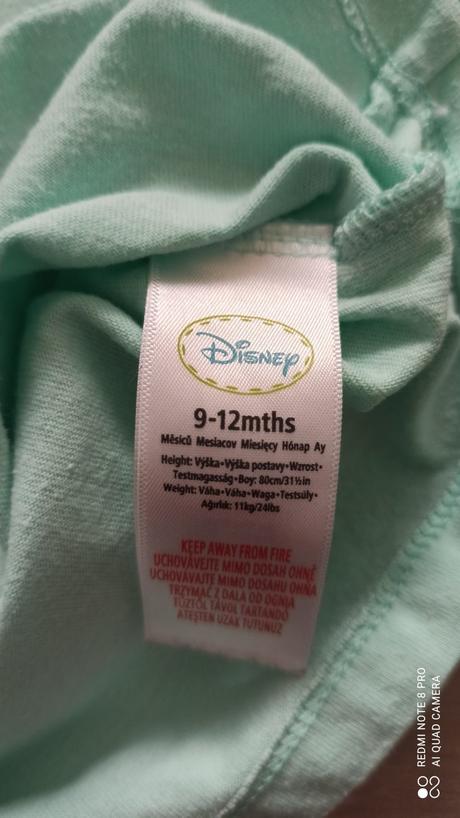 Disney
9-12mths
Měsíců Mesiacov Miesięcy Hónap Ay
Height: Výška•Výška postavy•Wzrost•
Testmagasság•Boy: 80cm/31½in
Weight: Váha•Váha•Waga•Testsúly•
Ağırlık: 11kg/24lbs
KEEP AWAY FROM FIRE
UCHOVÁVEJTE MIMO DOSAH OHNĚ
UCHOVÁVAJTE MIMO DOSAHU OHŇA
TRZYMAĆ Z DALA OD OGNIA
TŰZTŐL TÁVOL TARTANDÓ
ATEŞTEN UZAK TUTUNUZ
REDMI NOTE 8 PRO
AI QUAD CAMERA